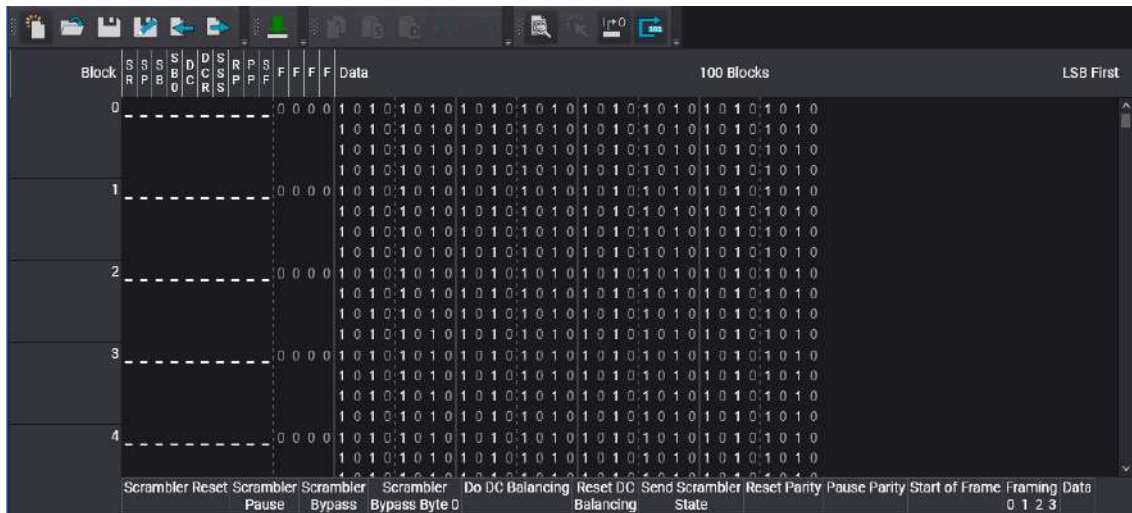 Block SR SP SB SB0 DC DCR SSS RP PP SF F F F F Data 100 Blocks LSB First
0 _ _ _ _ _ _ _ _ _ _ 0 0 0 0 1 0 1 0 1 0 1 0 1 0 1 0 1 0 1 0 1 0 1 0 1 0 1 0 1 0 1 0 1 0 1 0
1 0 1 0 1 0 1 0 1 0 1 0 1 0 1 0 1 0 1 0 1 0 1 0 1 0 1 0 1 0 1 0
1 0 1 0 1 0 1 0 1 0 1 0 1 0 1 0 1 0 1 0 1 0 1 0 1 0 1 0 1 0 1 0
1 0 1 0 1 0 1 0 1 0 1 0 1 0 1 0 1 0 1 0 1 0 1 0 1 0 1 0 1 0 1 0
1 _ _ _ _ _ _ _ _ _ _ 0 0 0 0 1 0 1 0 1 0 1 0 1 0 1 0 1 0 1 0 1 0 1 0 1 0 1 0 1 0 1 0 1 0 1 0
1 0 1 0 1 0 1 0 1 0 1 0 1 0 1 0 1 0 1 0 1 0 1 0 1 0 1 0 1 0 1 0
1 0 1 0 1 0 1 0 1 0 1 0 1 0 1 0 1 0 1 0 1 0 1 0 1 0 1 0 1 0 1 0
1 0 1 0 1 0 1 0 1 0 1 0 1 0 1 0 1 0 1 0 1 0 1 0 1 0 1 0 1 0 1 0
2 _ _ _ _ _ _ _ _ _ _ 0 0 0 0 1 0 1 0 1 0 1 0 1 0 1 0 1 0 1 0 1 0 1 0 1 0 1 0 1 0 1 0 1 0 1 0
1 0 1 0 1 0 1 0 1 0 1 0 1 0 1 0 1 0 1 0 1 0 1 0 1 0 1 0 1 0 1 0
1 0 1 0 1 0 1 0 1 0 1 0 1 0 1 0 1 0 1 0 1 0 1 0 1 0 1 0 1 0 1 0
1 0 1 0 1 0 1 0 1 0 1 0 1 0 1 0 1 0 1 0 1 0 1 0 1 0 1 0 1 0 1 0
3 _ _ _ _ _ _ _ _ _ _ 0 0 0 0 1 0 1 0 1 0 1 0 1 0 1 0 1 0 1 0 1 0 1 0 1 0 1 0 1 0 1 0 1 0 1 0
1 0 1 0 1 0 1 0 1 0 1 0 1 0 1 0 1 0 1 0 1 0 1 0 1 0 1 0 1 0 1 0
1 0 1 0 1 0 1 0 1 0 1 0 1 0 1 0 1 0 1 0 1 0 1 0 1 0 1 0 1 0 1 0
1 0 1 0 1 0 1 0 1 0 1 0 1 0 1 0 1 0 1 0 1 0 1 0 1 0 1 0 1 0 1 0
4 _ _ _ _ _ _ _ _ _ _ 0 0 0 0 1 0 1 0 1 0 1 0 1 0 1 0 1 0 1 0 1 0 1 0 1 0 1 0 1 0 1 0 1 0 1 0
1 0 1 0 1 0 1 0 1 0 1 0 1 0 1 0 1 0 1 0 1 0 1 0 1 0 1 0 1 0 1 0
Scrambler Reset Scrambler Scrambler Scrambler Do DC Balancing Reset DC Send Scrambler Reset Parity Pause Parity Start of Frame Framing Data
Pause Bypass Bypass Byte 0 Balancing State 0 1 2 3